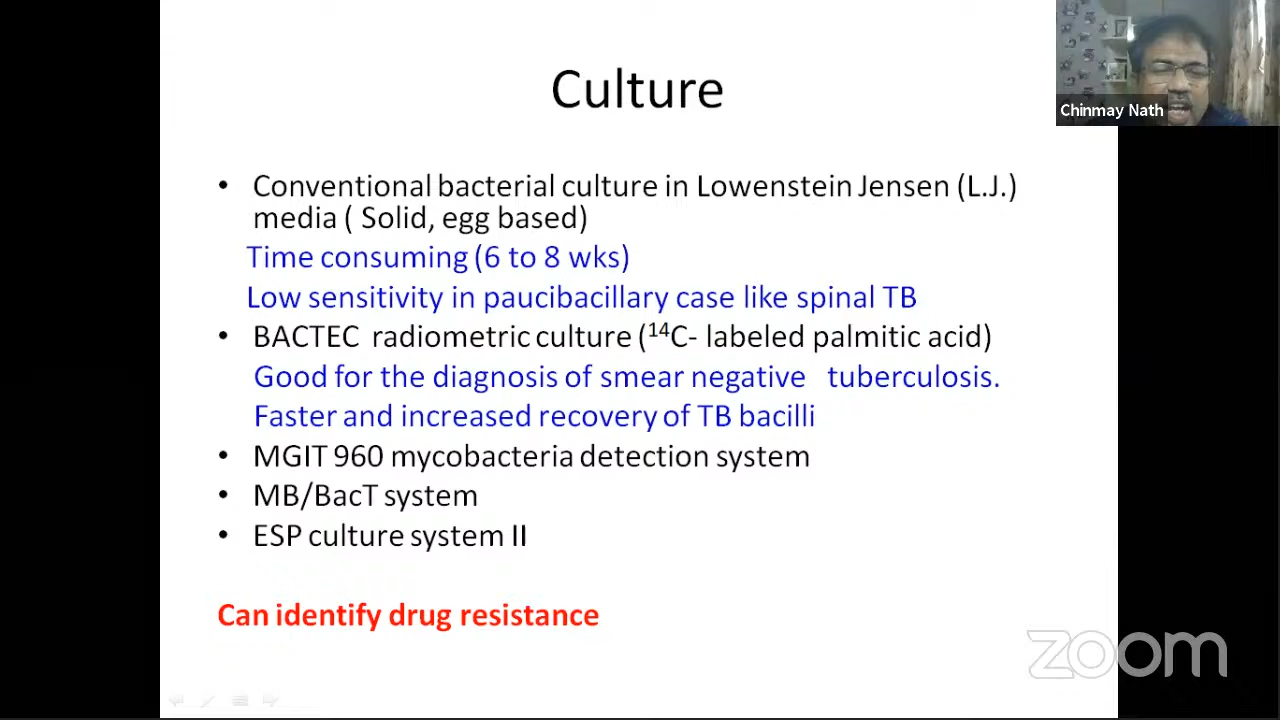 Culture
Chinmay Nath
• Conventional bacterial culture in Lowenstein Jensen (L.J.)
media ( Solid, egg based)
Time consuming (6 to 8 wks)
Low sensitivity in paucibacillary case like spinal TB
• BACTEC radiometric culture (¹⁴C- labeled palmitic acid)
Good for the diagnosis of smear negative tuberculosis.
Faster and increased recovery of TB bacilli
• MGIT 960 mycobacteria detection system
• MB/BacT system
• ESP culture system II
Can identify drug resistance
zoom